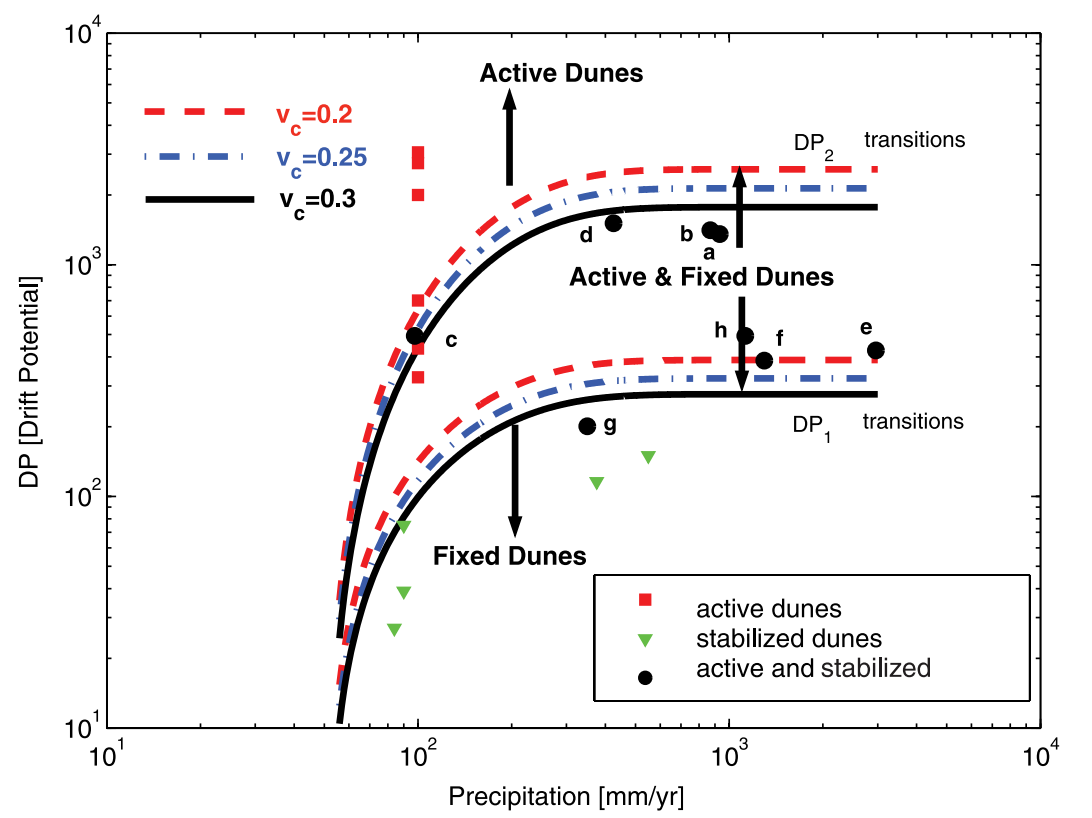 10^4
Active Dunes
v_c=0.2
DP_2 transitions
v_c=0.25
v_c=0.3
d
b
a
10^3
Active & Fixed Dunes
c
h
f
e
DP [Drift Potential]
DP_1 transitions
g
10^2
Fixed Dunes
active dunes
stabilized dunes
active and stabilized
10^1
10^1
10^2
10^3
10^4
Precipitation [mm/yr]